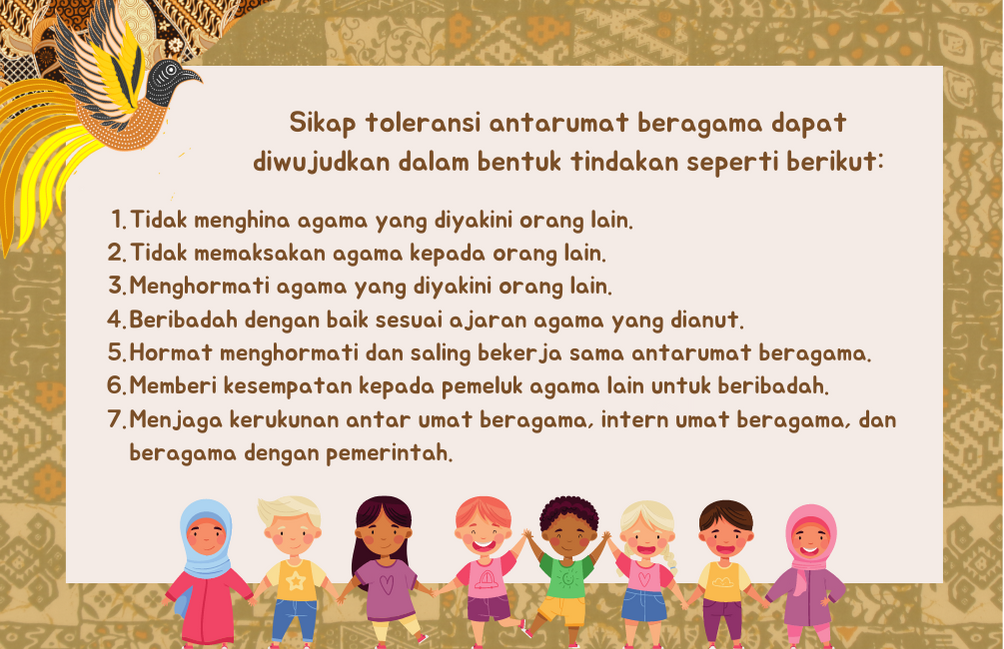 Sikap toleransi antarumat beragama dapat
diwujudkan dalam bentuk tindakan seperti berikut:
1. Tidak menghina agama yang diyakini orang lain.
2. Tidak memaksakan agama kepada orang lain.
3. Menghormati agama yang diyakini orang lain.
4. Beribadah dengan baik sesuai ajaran agama yang dianut.
5. Hormat menghormati dan saling bekerja sama antarumat beragama.
6. Memberi kesempatan kepada pemeluk agama lain untuk beribadah.
7. Menjaga kerukunan antar umat beragama, intern umat beragama, dan
beragama dengan pemerintah.